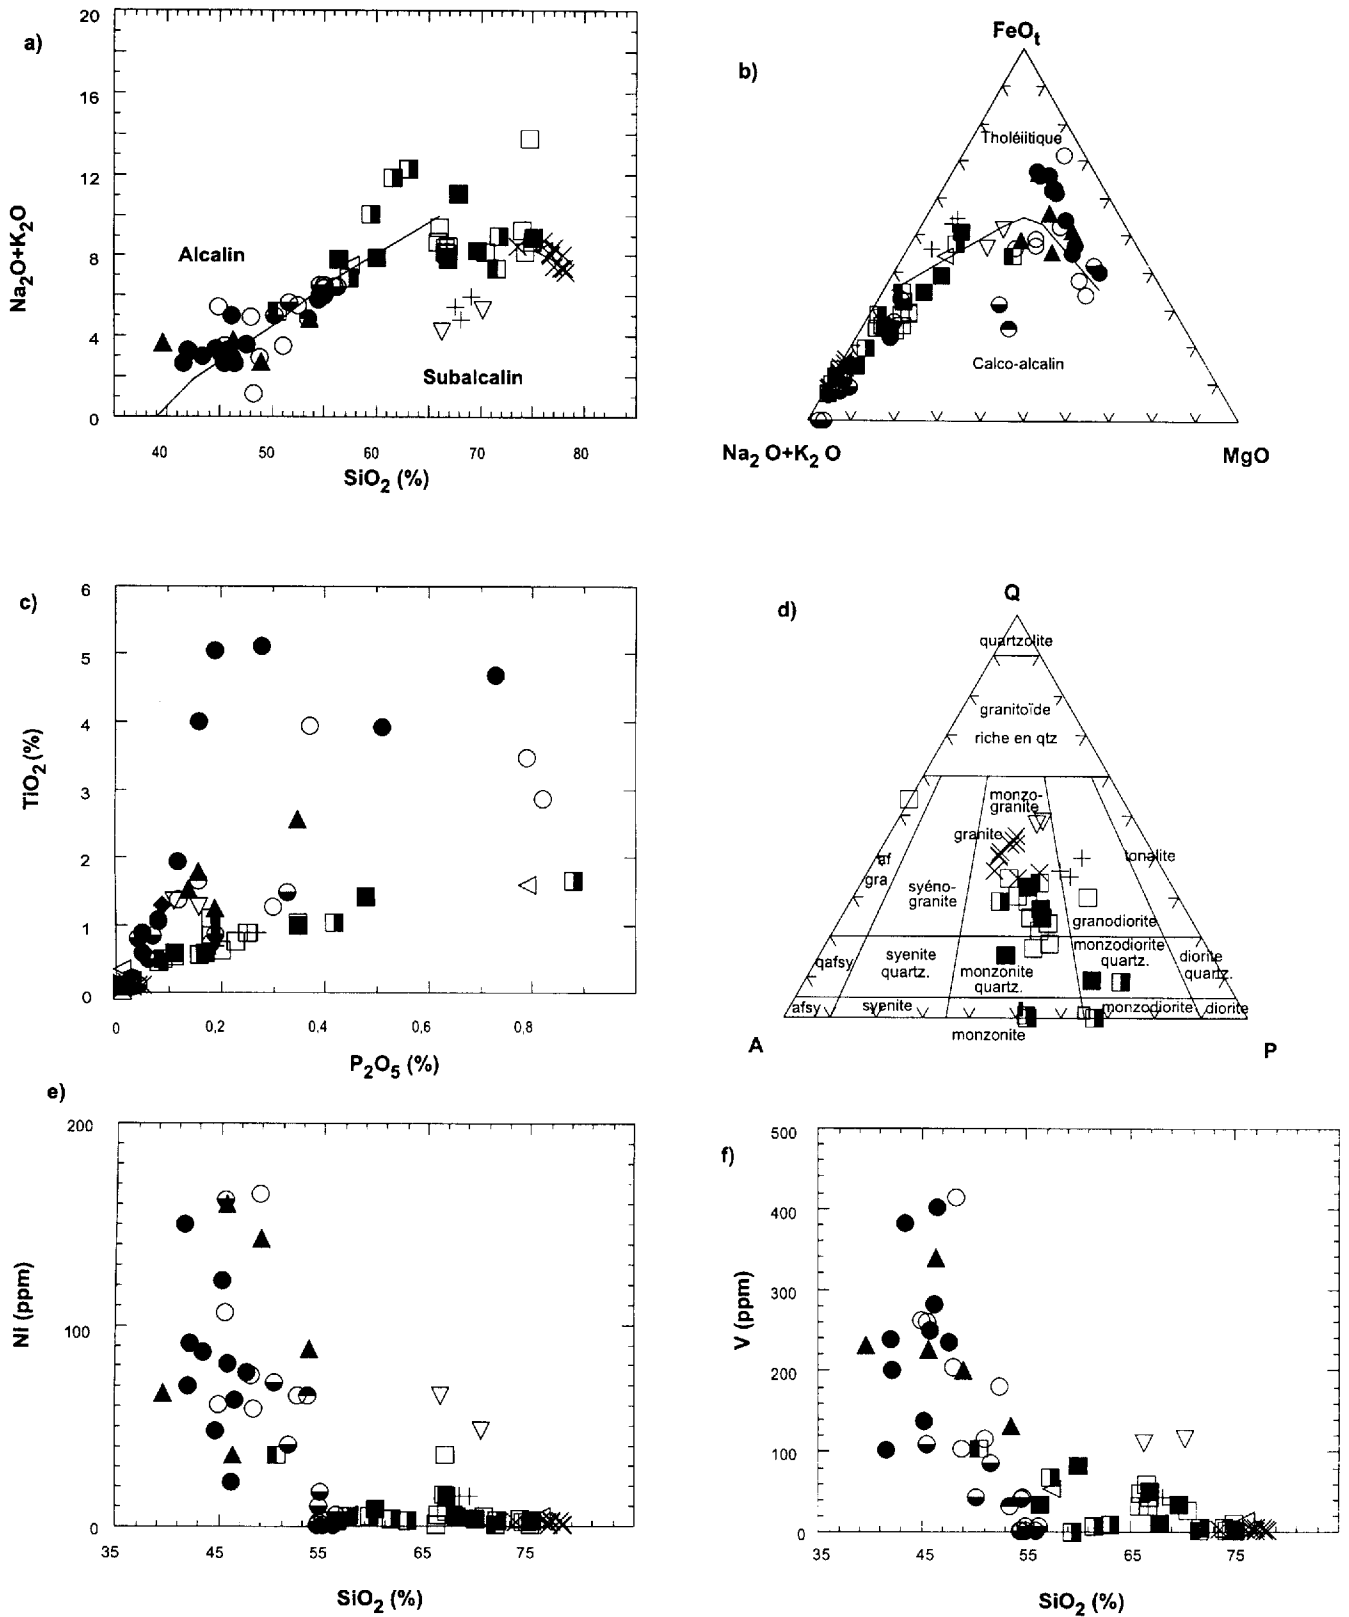 a)
20
16
12
8
4
0
Na2O+K2O
Alcalin
Subalcalin
40 50 60 70 80
SiO2 (%)
b)
FeOt
Tholéiitique
Calco-alcalin
Na2 O+K2 O
MgO
c)
6
5
4
3
2
1
0
TiO2 (%)
0 0,2 0,4 0,6 0,8
P2O5 (%)
d)
Q
quartzolite
granitoïde
riche en qtz
monzo-
granite
granite
af
gra
tonalite
syéno-
granite
granodiorite
qafsy
syenite
quartz.
monzonite
quartz.
monzodiorite
quartz.
diorite
quartz.
afsy
syenite
monzodiorite
diorite
monzonite
A
P
e)
200
100
0
Ni (ppm)
35 45 55 65 75
SiO2 (%)
f)
500
400
300
200
100
0
V (ppm)
35 45 55 65 75
SiO2 (%)